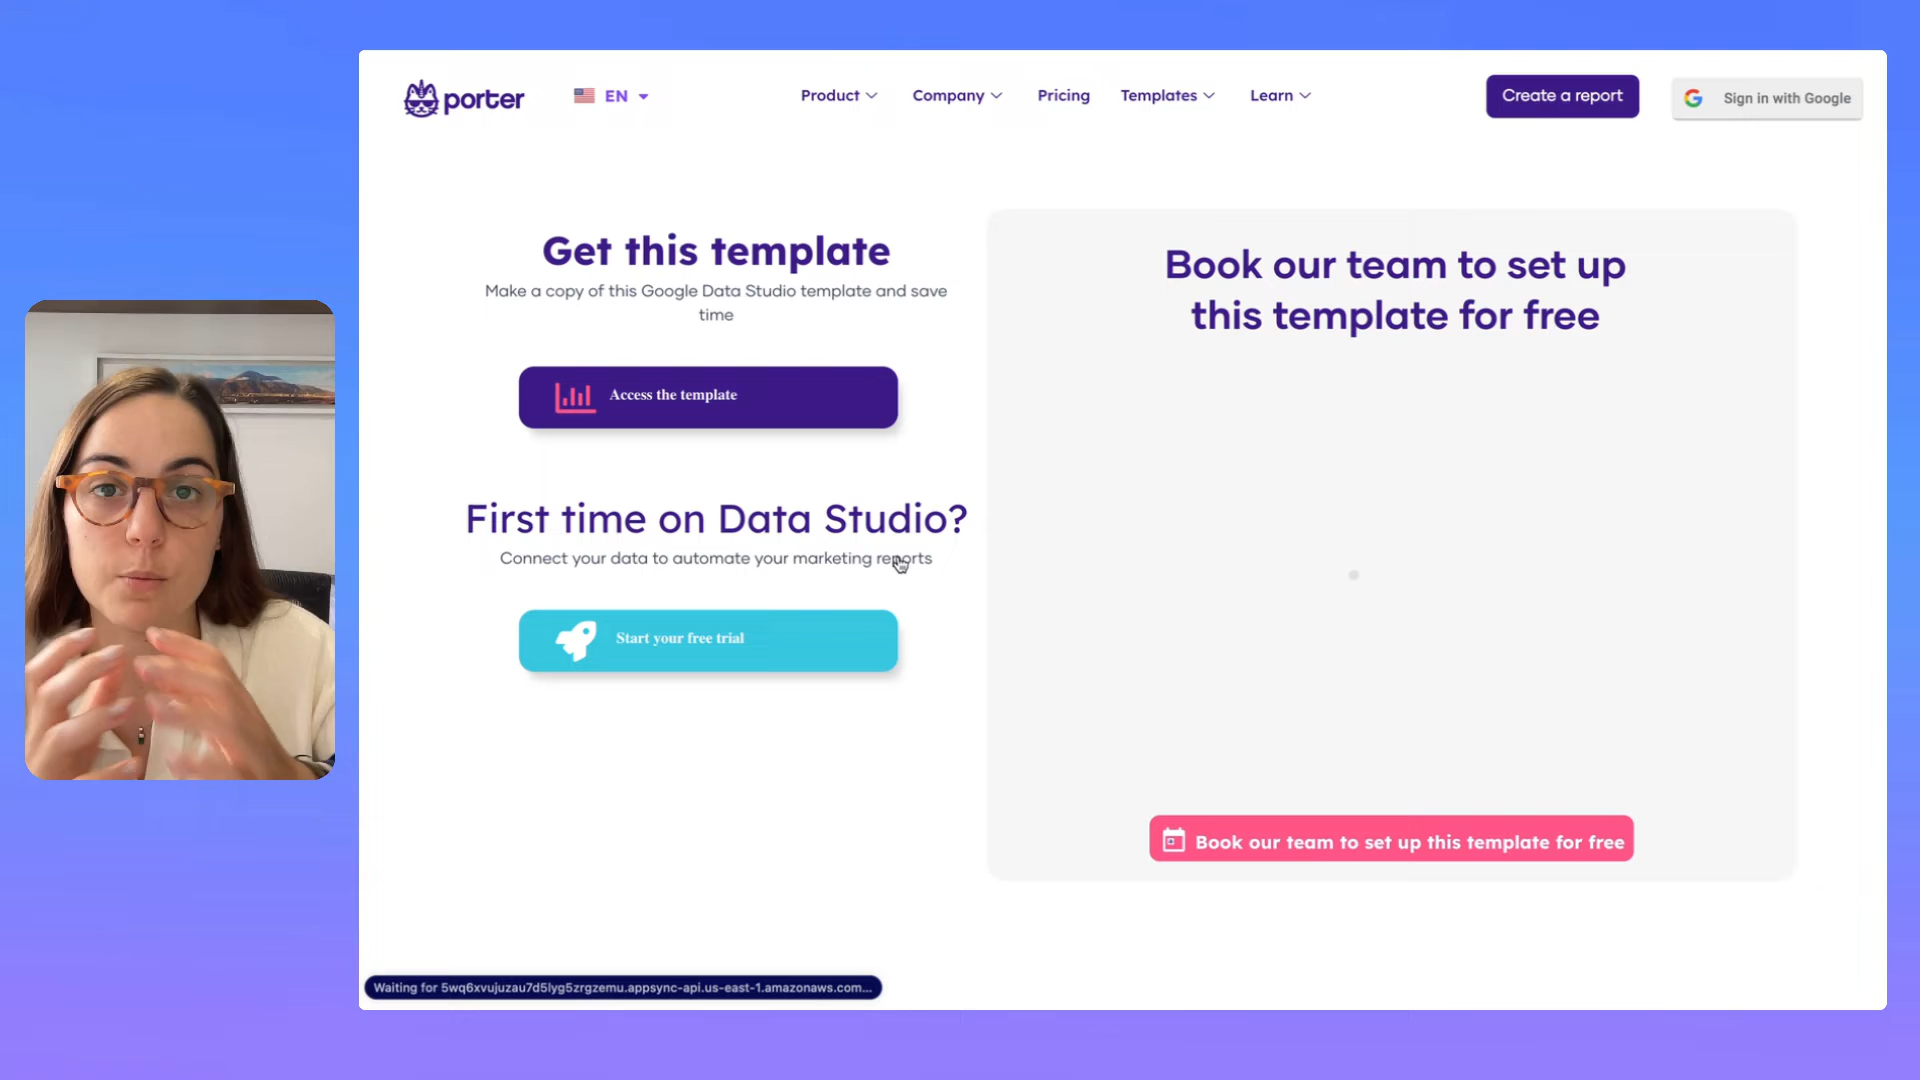 porter
EN
Product
Company
Pricing
Templates
Learn
Create a report
Sign in with Google
Get this template
Make a copy of this Google Data Studio template and save
time
Access the template
First time on Data Studio?
Connect your data to automate your marketing reports
Start your free trial
Book our team to set up
this template for free
Book our team to set up this template for free
Waiting for 5wq6xvujuzau7d5lyg5zrgzemu.appsync-api.us-east-1.amazonaws.com...